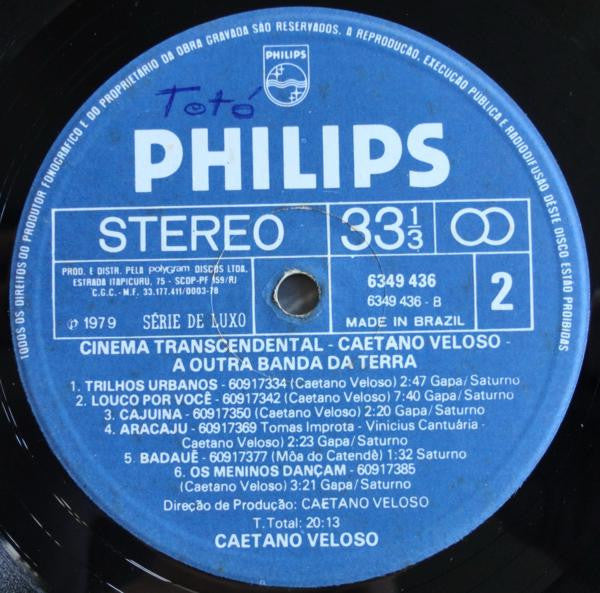 TODOS OS DIREITOS DO PRODUTOR FONOGRÁFICO E DO PROPRIETÁRIO DA OBRA GRAVADA SÃO RESERVADOS. A REPRODUÇÃO, EXECUÇÃO PÚBLICA E RADIODIFUSÃO DÊSTE DISCO ESTÃO PROIBIDAS
PHILIPS
Totó
PHILIPS
STEREO 33 1/3
PROD. E DISTR. PELA polyGram DISCOS LTDA.
ESTRADA ITAPICURU, 75 - SCDP-PF 159/RJ
C.G.C. - M.F. 33.177.411/0003-78
℗ 1979 SÉRIE DE LUXO
6349 436
6349 436 - B
MADE IN BRAZIL
2
CINEMA TRANSCENDENTAL - CAETANO VELOSO -
A OUTRA BANDA DA TERRA
1. TRILHOS URBANOS - 60917334 (Caetano Veloso) 2:47 Gapa/Saturno
2. LOUCO POR VOCÊ - 60917342 (Caetano Veloso) 7:40 Gapa/Saturno
3. CAJUINA - 60917350 (Caetano Veloso) 2:20 Gapa/Saturno
4. ARACAJU - 60917369 Tomas Improta - Vinicius Cantuária -
Caetano Veloso) 2:23 Gapa/Saturno
5. BADAUÊ - 60917377 (Môa do Catendê) 1:32 Saturno
6. OS MENINOS DANÇAM - 60917385
(Caetano Veloso) 3:21 Gapa/Saturno
Direção de Produção: CAETANO VELOSO
T. Total: 20:13
CAETANO VELOSO